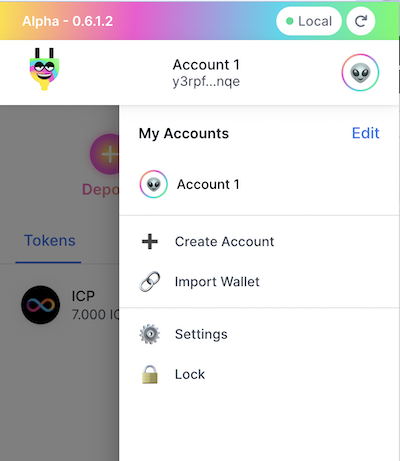 Alpha - 0.6.1.2
Local
Account 1
y3rpf...nqe
My Accounts
Edit
Account 1
Create Account
Import Wallet
Settings
Lock
Depo
Tokens
ICP
7.000 IC